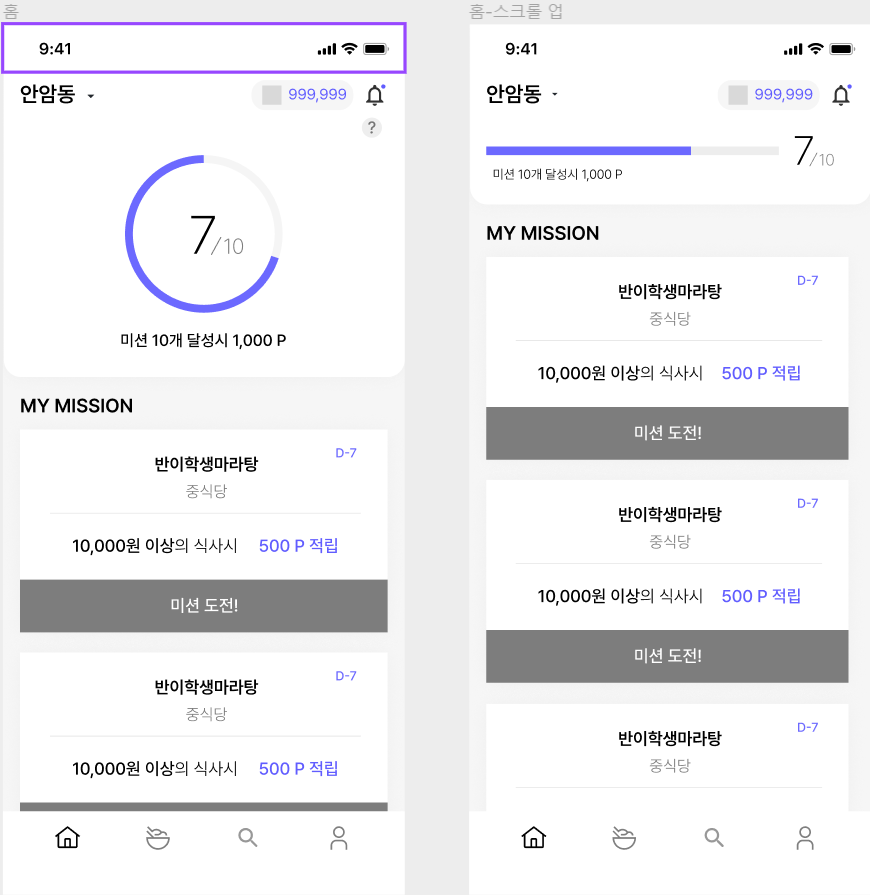 홈
9:41
안암동
999,999
?
7/10
미션 10개 달성시 1,000 P
MY MISSION
D-7
반이학생마라탕
중식당
10,000원 이상의 식사시 500 P 적립
미션 도전!
D-7
반이학생마라탕
중식당
10,000원 이상의 식사시 500 P 적립
홈-스크롤 업
9:41
안암동
999,999
7/10
미션 10개 달성시 1,000 P
MY MISSION
D-7
반이학생마라탕
중식당
10,000원 이상의 식사시 500 P 적립
미션 도전!
D-7
반이학생마라탕
중식당
10,000원 이상의 식사시 500 P 적립
미션 도전!
D-7
반이학생마라탕
중식당